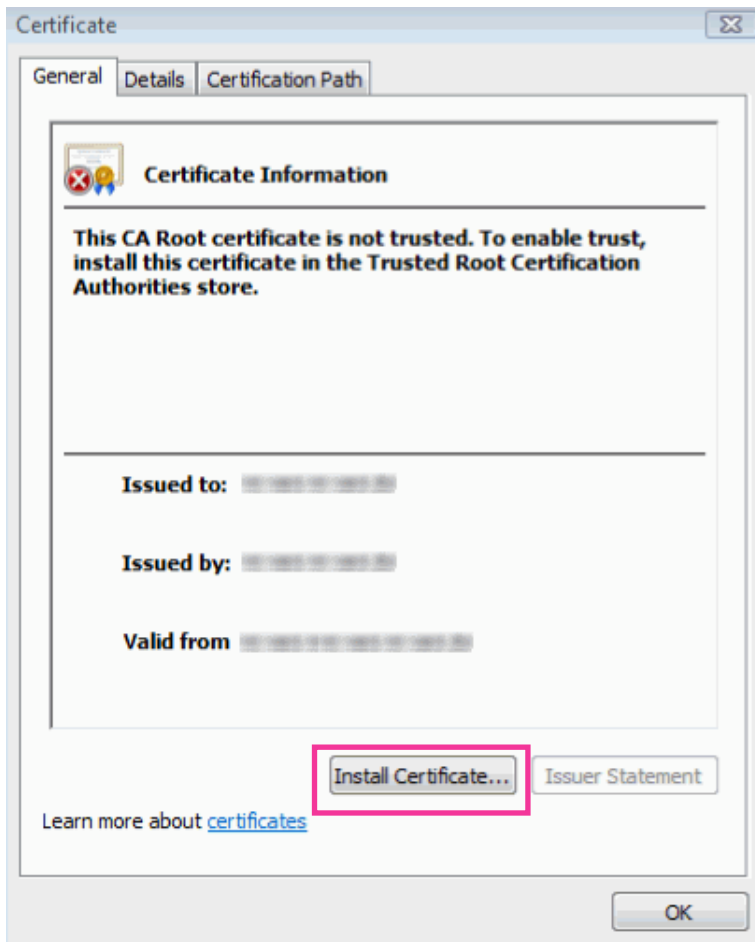 Certificate
General
Details
Certification Path
Certificate Information
This CA Root certificate is not trusted. To enable trust,
install this certificate in the Trusted Root Certification
Authorities store.
Issued to:
Issued by:
Valid from
Install Certificate...
Issuer Statement
Learn more about certificates
OK